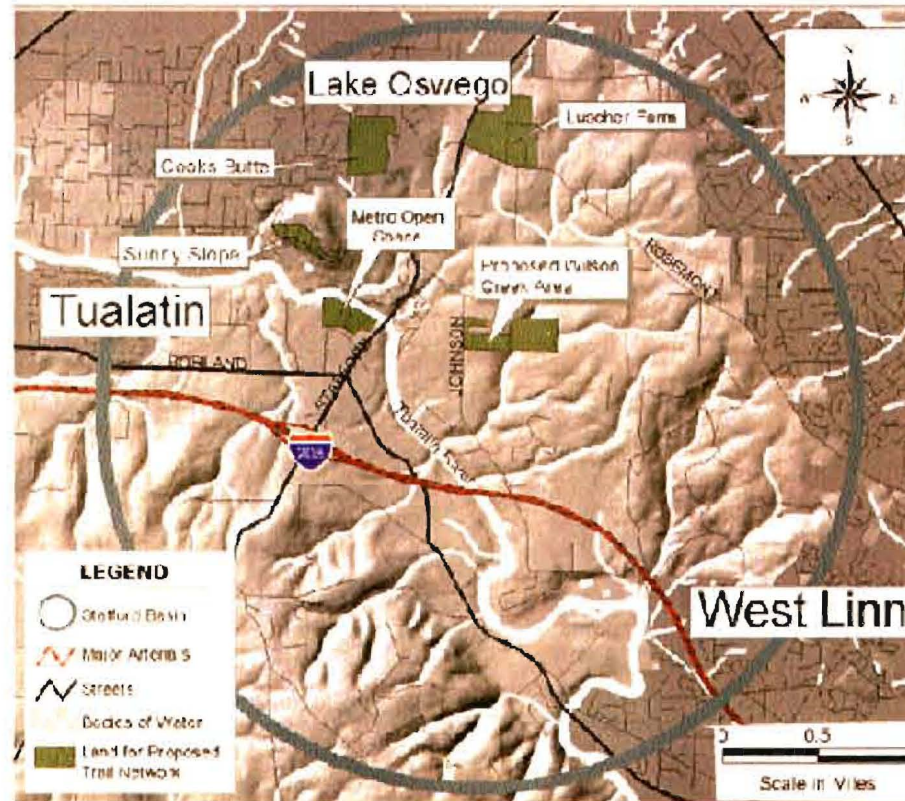 Lake Oswego
Luscher Farm
Cooks Butte
Metro Open
Space
Sunny Slope
Proposed Wilson
Creek Area
ROSEMONT
Tualatin
JOHNSON
BORLAND
STAFFORD
Tualatin River
205
West Linn
N
W
E
S
LEGEND
Stafford Basin
Major Arterials
Streets
Bodies of Water
Land for Proposed
Trail Network
0 0.5
Scale in Miles